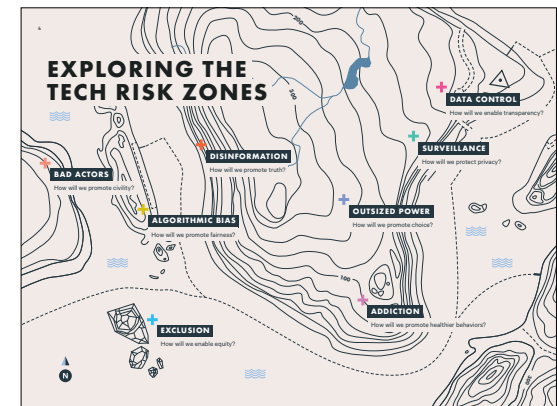 EXPLORING THE
TECH RISK ZONES
200
300
DATA CONTROL
How will we enable transparency?
SURVEILLANCE
How will we protect privacy?
DISINFORMATION
How will we promote truth?
BAD ACTORS
How will we promote civility?
OUTSIZED POWER
How will we promote choice?
ALGORITHMIC BIAS
How will we promote fairness?
100
ADDICTION
How will we promote healthier behaviors?
EXCLUSION
How will we enable equity?
N